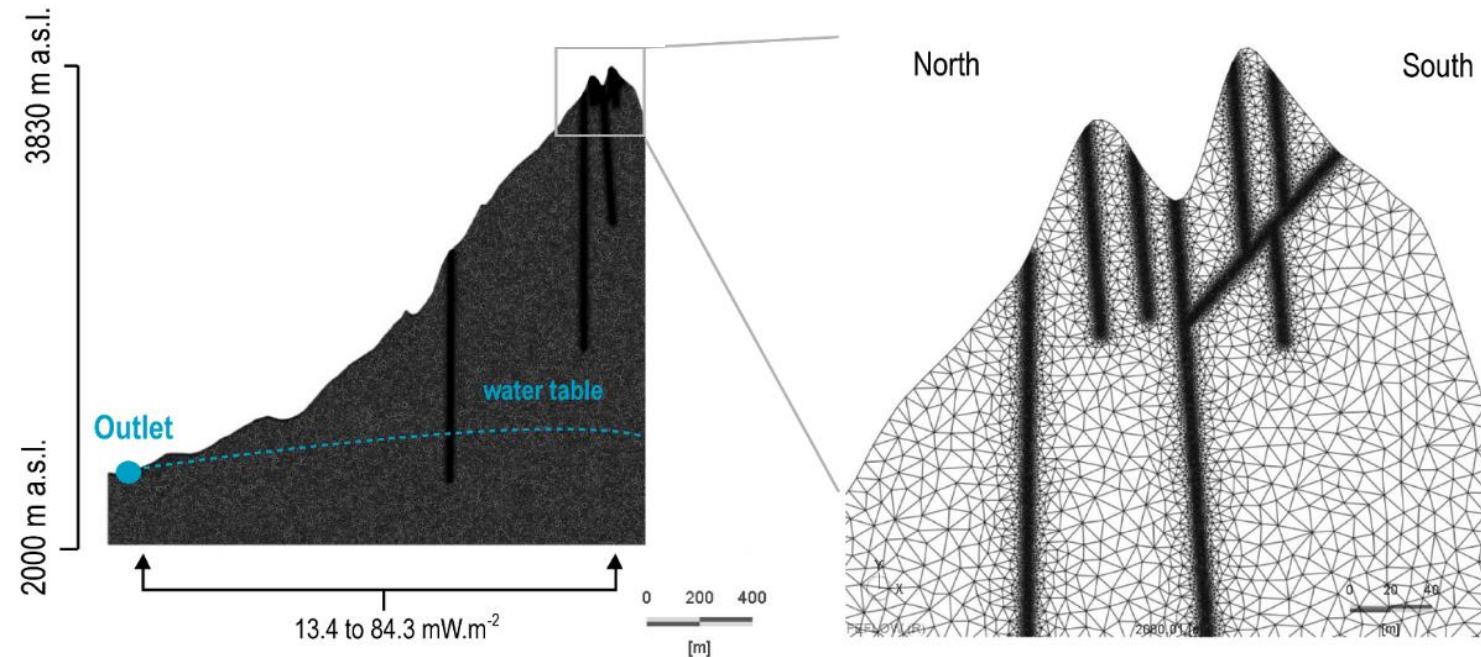 3830 m a.s.l.
North
South
water table
Outlet
2000 m a.s.l.
Y
X
0 200 400
[m]
13.4 to 84.3 mW.m-2
0 20 40
[m]